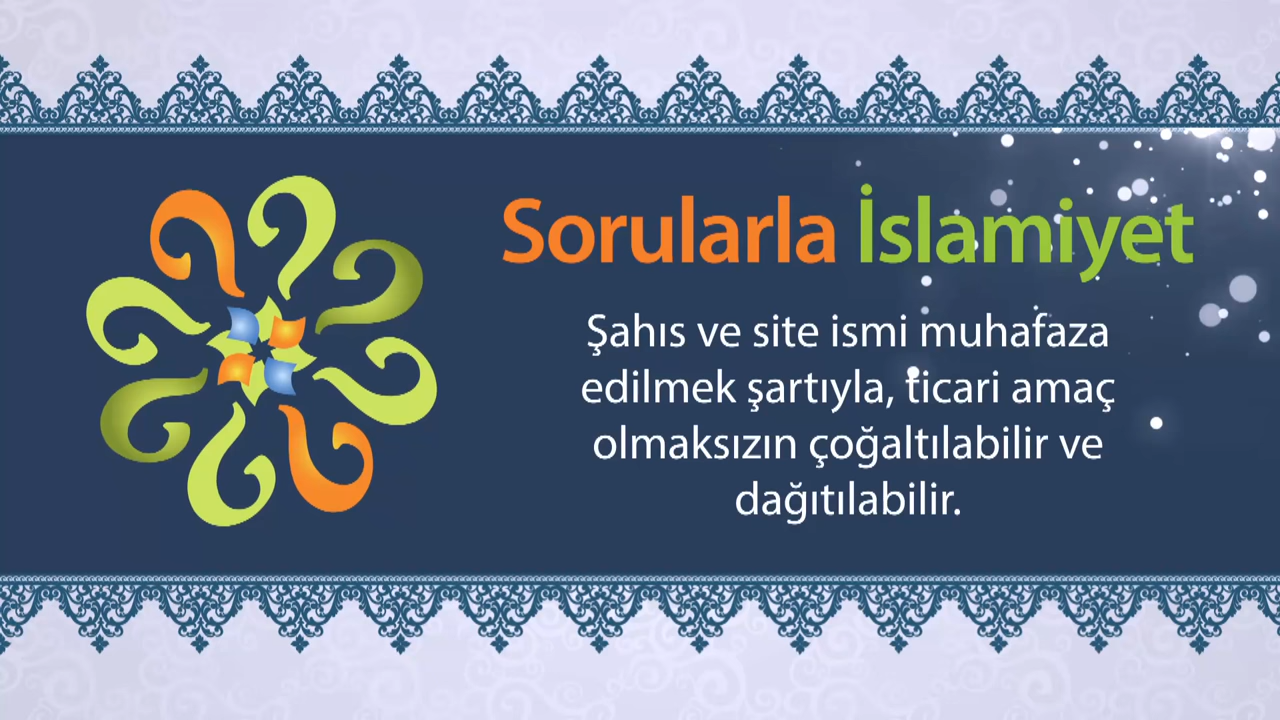 Sorularla İslamiyet
Şahıs ve site ismi muhafaza
edilmek şartıyla, ticari amaç
olmaksızın çoğaltılabilir ve
dağıtılabilir.